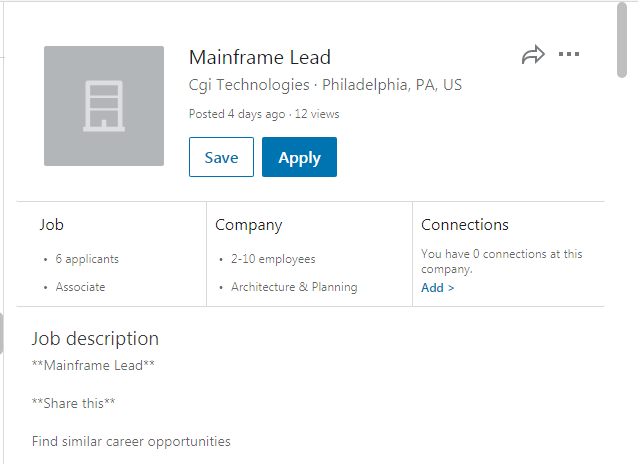 Mainframe Lead
Cgi Technologies · Philadelphia, PA, US
Posted 4 days ago · 12 views
Save
Apply
Job
• 6 applicants
• Associate
Company
• 2-10 employees
• Architecture & Planning
Connections
You have 0 connections at this
company.
Add >
Job description
**Mainframe Lead**
**Share this**
Find similar career opportunities